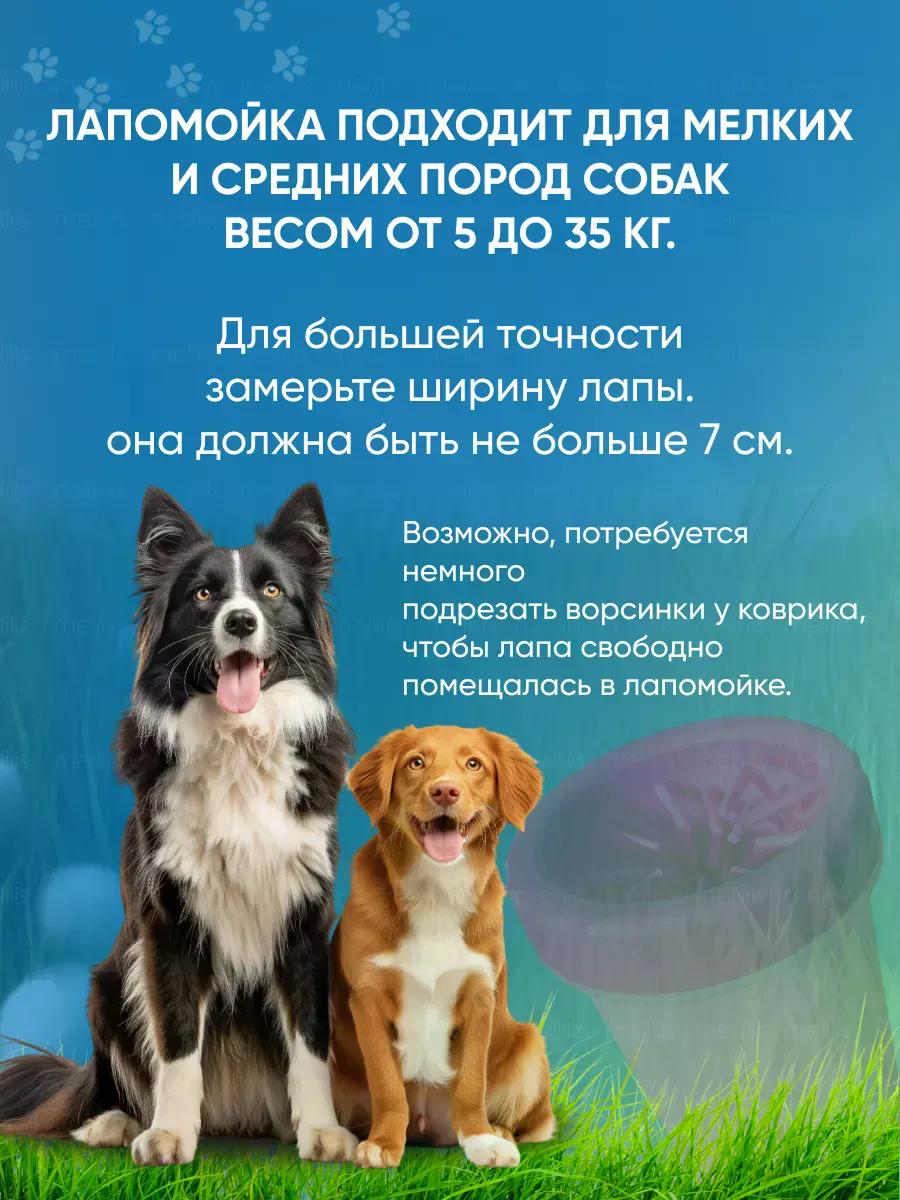 ЛАПОМОЙКА ПОДХОДИТ ДЛЯ МЕЛКИХ
И СРЕДНИХ ПОРОД СОБАК
ВЕСОМ ОТ 5 ДО 35 КГ.
Для большей точности
замерьте ширину лапы.
она должна быть не больше 7 см.
Возможно, потребуется
немного
подрезать ворсинки у коврика,
чтобы лапа свободно
помещалась в лапомойке.